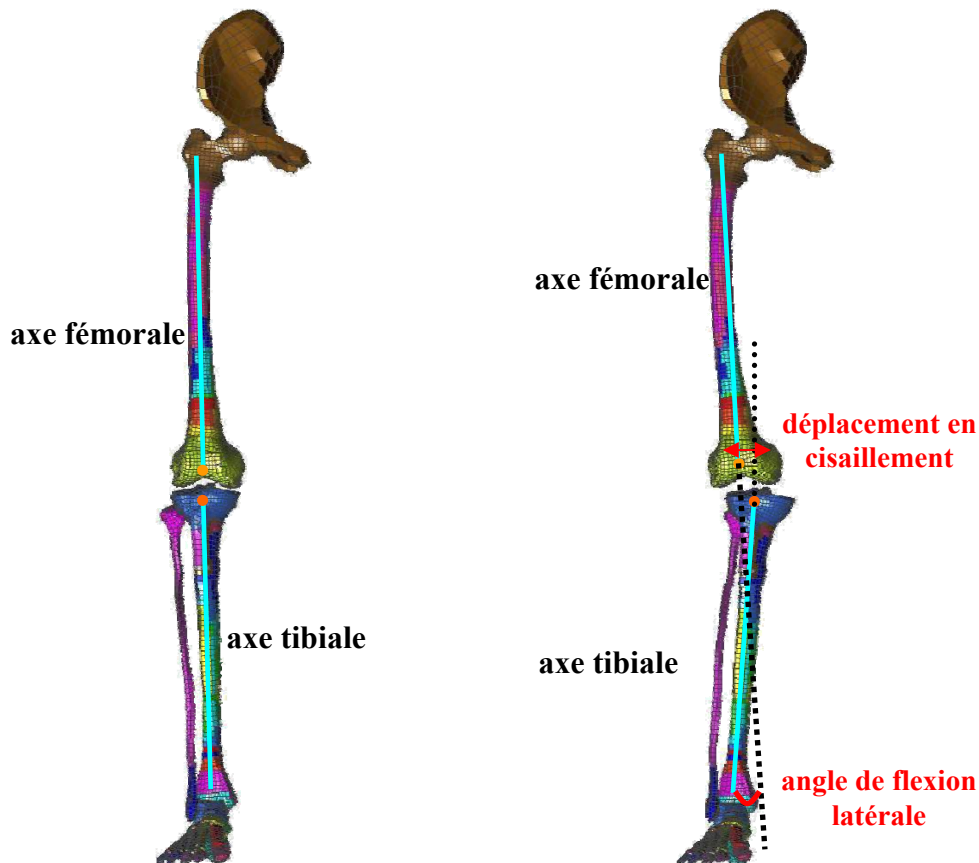 axe fémorale
axe tibiale
axe fémorale
déplacement en
cisaillement
axe tibiale
angle de flexion
latérale